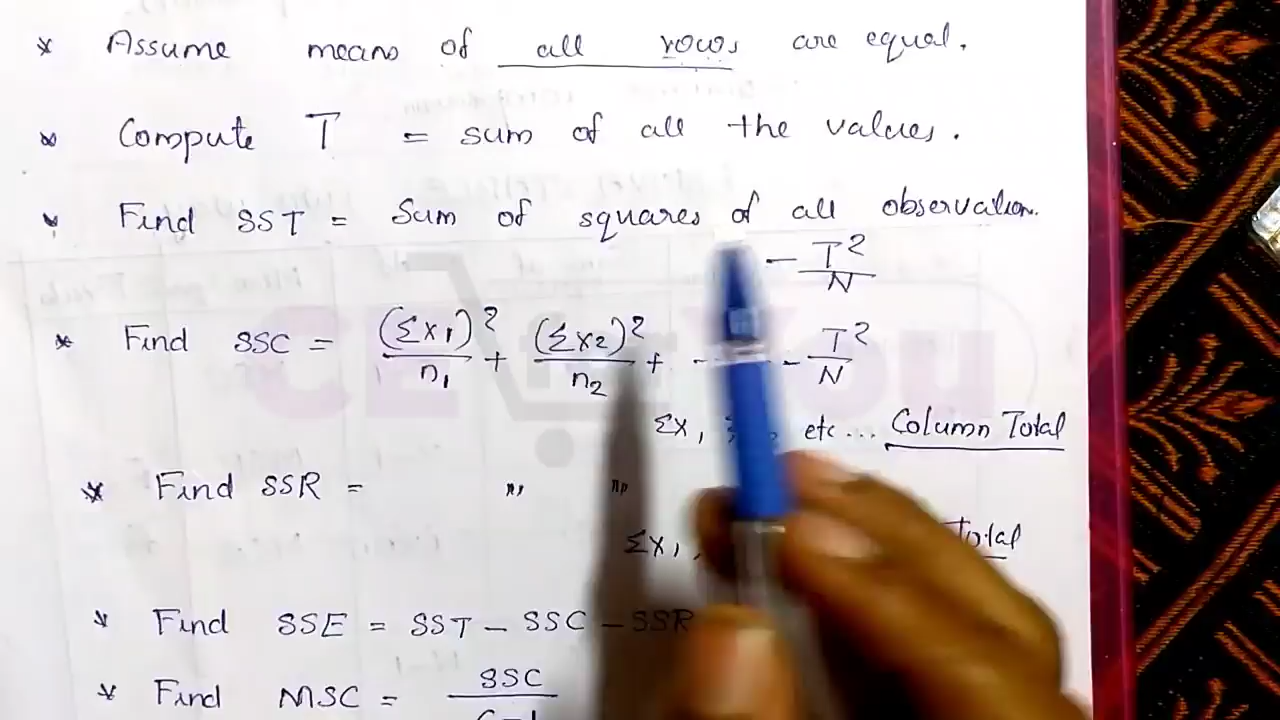 * Assume means of all rows are equal.
* Compute T = sum of all the values.
* Find SST = Sum of squares of all observation.
- T²/N
* Find SSC = (Σx₁)²/n₁ + (Σx₂)²/n₂ + ... - T²/N
Σx, etc... Column Total
* Find SSR = " "
Σx₁, Total
* Find SSE = SST - SSC - SSR
* Find MSC = SSC